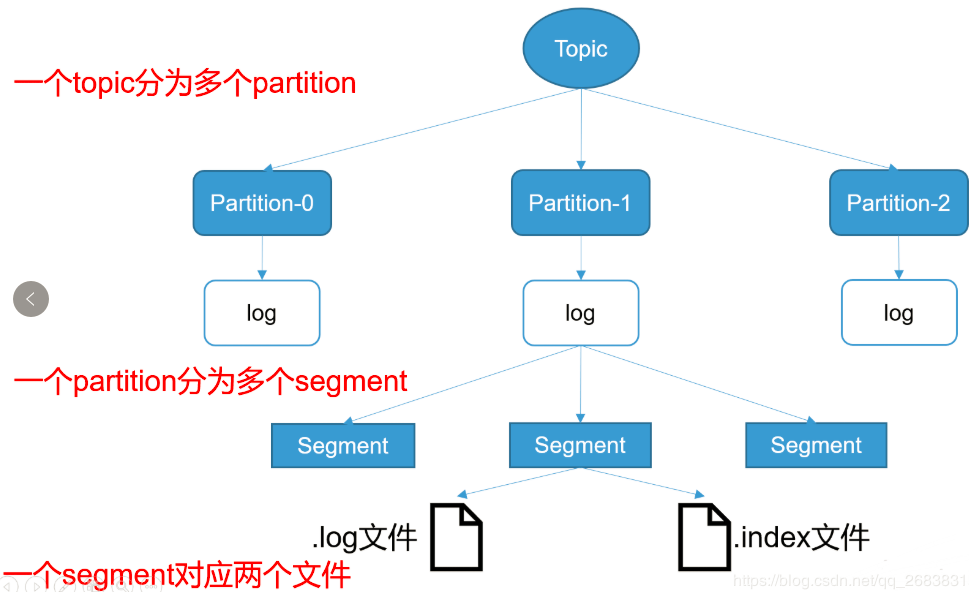 Topic
一个topic分为多个partition
Partition-0
Partition-1
Partition-2
log
log
log
一个partition分为多个segment
Segment
Segment
Segment
.log文件
.index文件
一个segment对应两个文件
https://blog.csdn.net/qq_2683831